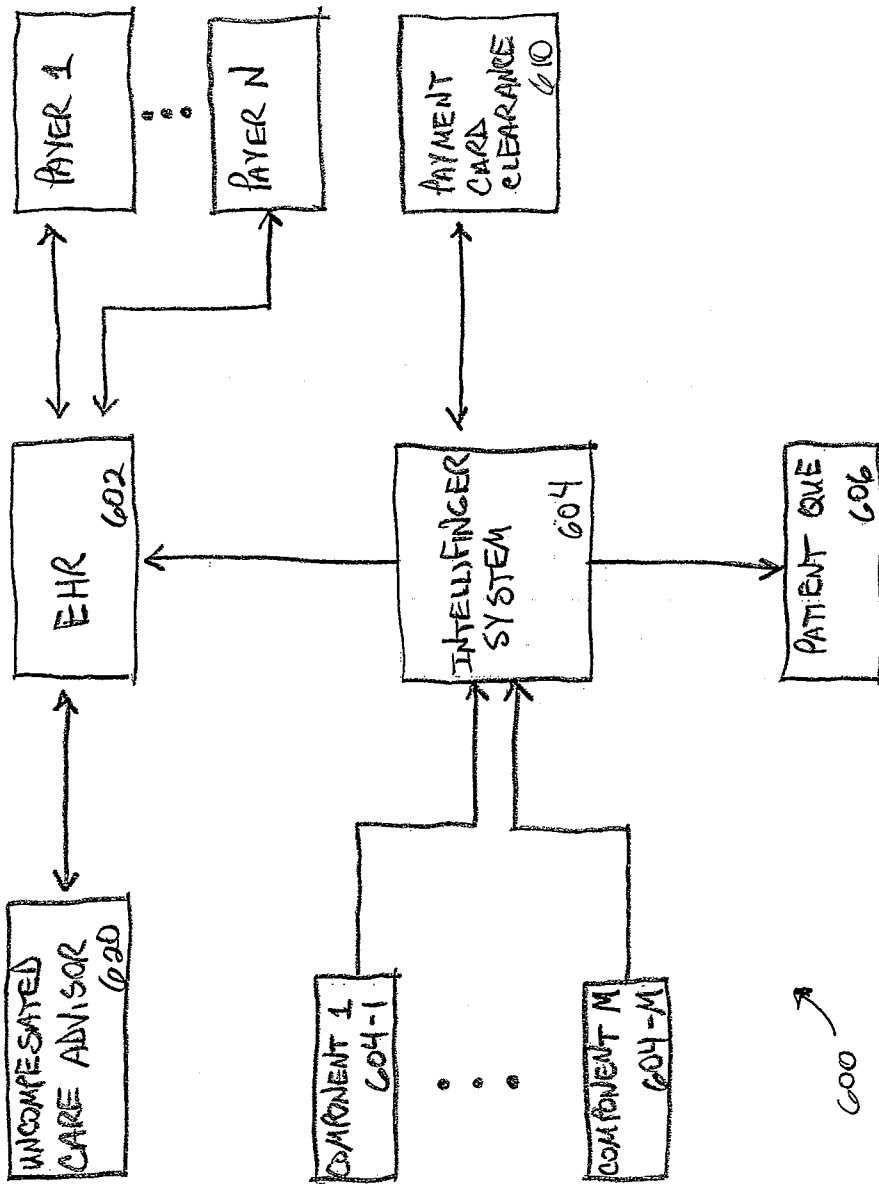 UNCOMPESATED
CARE ADVISOR
620
EHR
602
PAYER 1
PAYER N
COMPONENT 1
604-1
COMPONENT M
604-M
INTELLIFINGER
SYSTEM
604
PAYMENT
CARD
CLEARANCE
610
PATIENT QUE
606
600